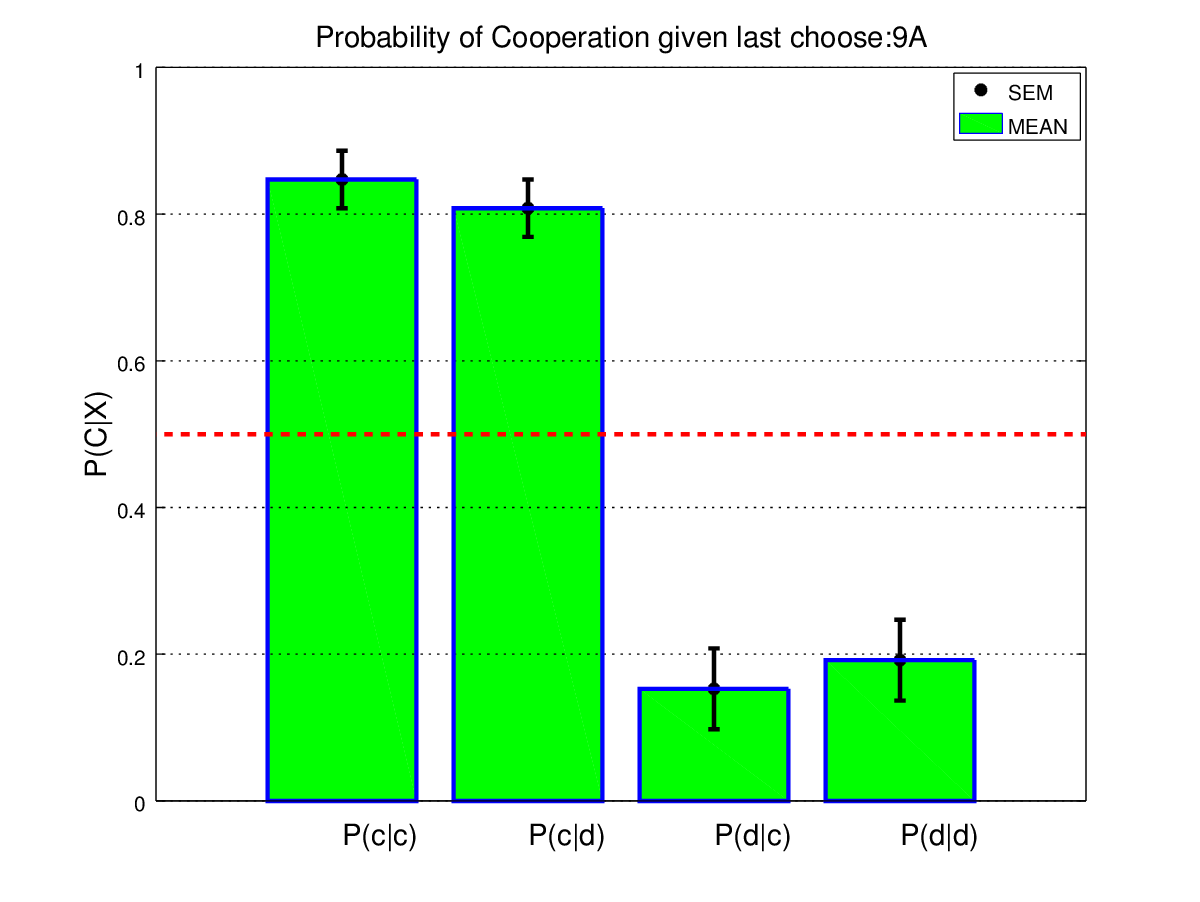 Probability of Cooperation given last choose:9A
SEM
MEAN
1
0.8
0.6
0.4
0.2
0
P(C|X)
P(c|c) P(c|d) P(d|c) P(d|d)